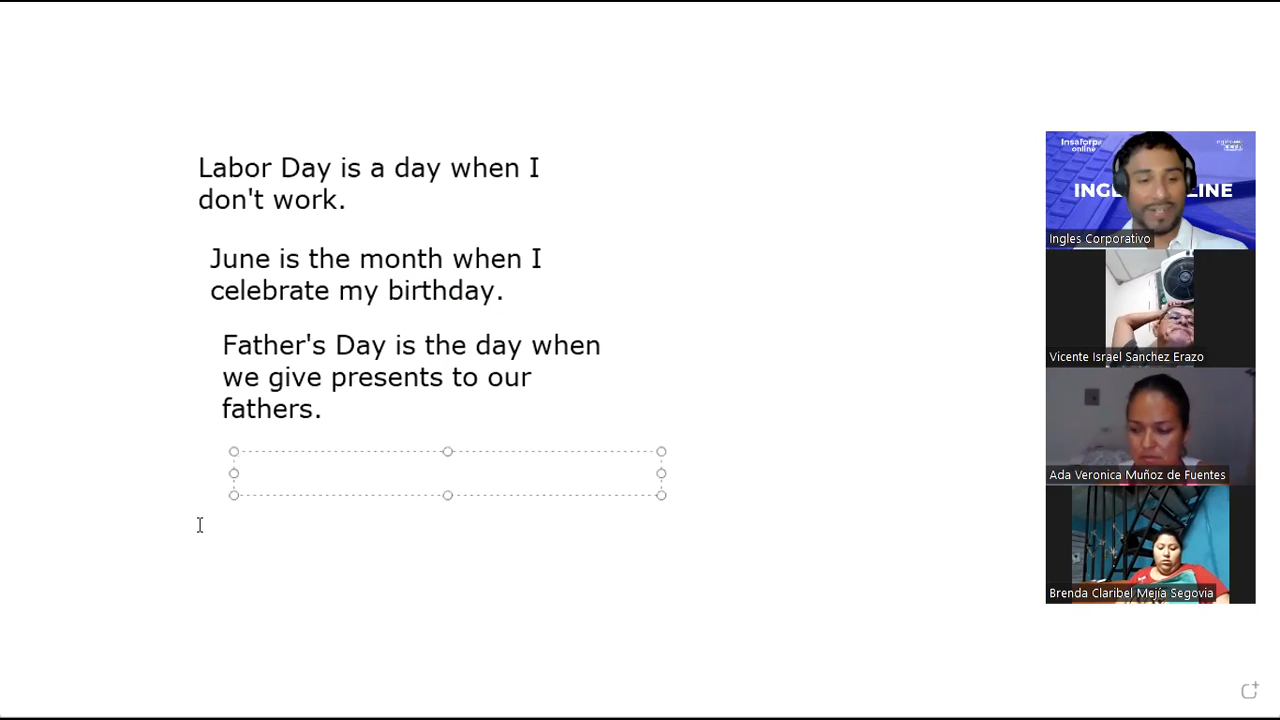 Labor Day is a day when I
don't work.
June is the month when I
celebrate my birthday.
Father's Day is the day when
we give presents to our
fathers.
Insaforp
online
INGL
LINE
Ingles Corporativo
Vicente Israel Sanchez Erazo
Ada Veronica Muñoz de Fuentes
Brenda Claribel Mejía Segovia